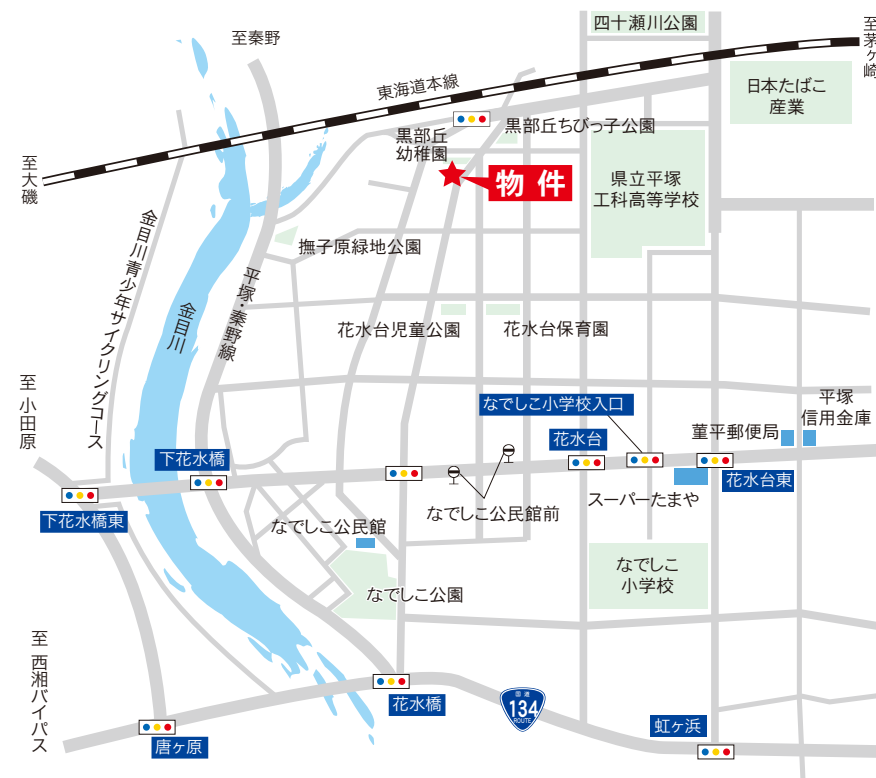 四十瀬川公園
至茅ヶ崎
至秦野
東海道本線
日本たばこ
産業
黒部丘
幼稚園
黒部丘ちびっ子公園
至大磯
物件
県立平塚
工科高等学校
金目川青少年サイクリングコース
撫子原緑地公園
平塚・秦野線
金目川
花水台児童公園
花水台保育園
至 小田原
なでしこ小学校入口
平塚
信用金庫
菫平郵便局
花水台
下花水橋
花水台東
スーパーたまや
下花水橋東
なでしこ公民館
なでしこ公民館前
なでしこ
小学校
なでしこ公園
至 西湘バイパス
花水橋
国道
134
ROUTE
虹ヶ浜
唐ヶ原